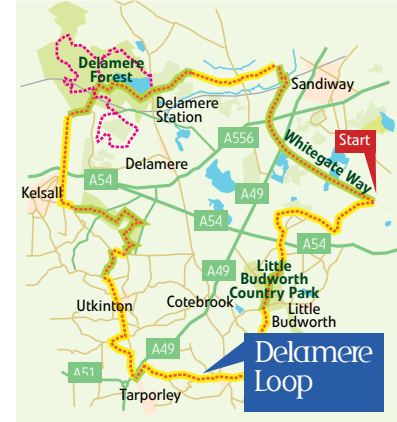 Delamere
Forest
Sandiway
Delamere
Station
A556
Whitegate Way
Start
Delamere
A54
A49
Kelsall
A54
A54
A49
Little
Budworth
Country Park
Utkinton
Cotebrook
Little
Budworth
A49
Delamere
Loop
A51
Tarporley